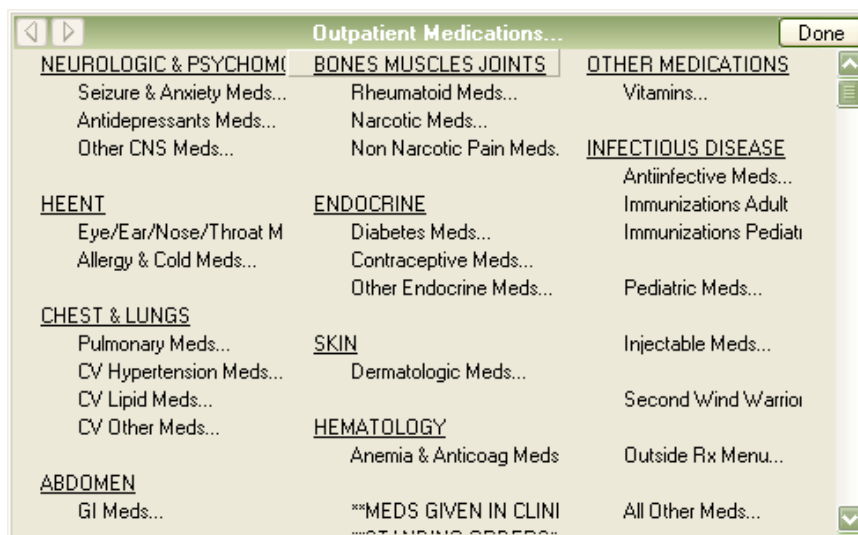 Outpatient Medications...
Done
NEUROLOGIC & PSYCHOM
Seizure & Anxiety Meds...
Antidepressants Meds...
Other CNS Meds...
HEENT
Eye/Ear/Nose/Throat M
Allergy & Cold Meds...
CHEST & LUNGS
Pulmonary Meds...
CV Hypertension Meds...
CV Lipid Meds...
CV Other Meds...
ABDOMEN
GI Meds...
BONES MUSCLES JOINTS
Rheumatoid Meds...
Narcotic Meds...
Non Narcotic Pain Meds.
ENDOCRINE
Diabetes Meds...
Contraceptive Meds...
Other Endocrine Meds...
SKIN
Dermatologic Meds...
HEMATOLOGY
Anemia & Anticoag Meds
**MEDS GIVEN IN CLINI
**STANDING ORDERS*
OTHER MEDICATIONS
Vitamins...
INFECTIOUS DISEASE
Antiinfective Meds...
Immunizations Adult
Immunizations Pediatr
Pediatric Meds...
Injectable Meds...
Second Wind Warrior
Outside Rx Menu...
All Other Meds...